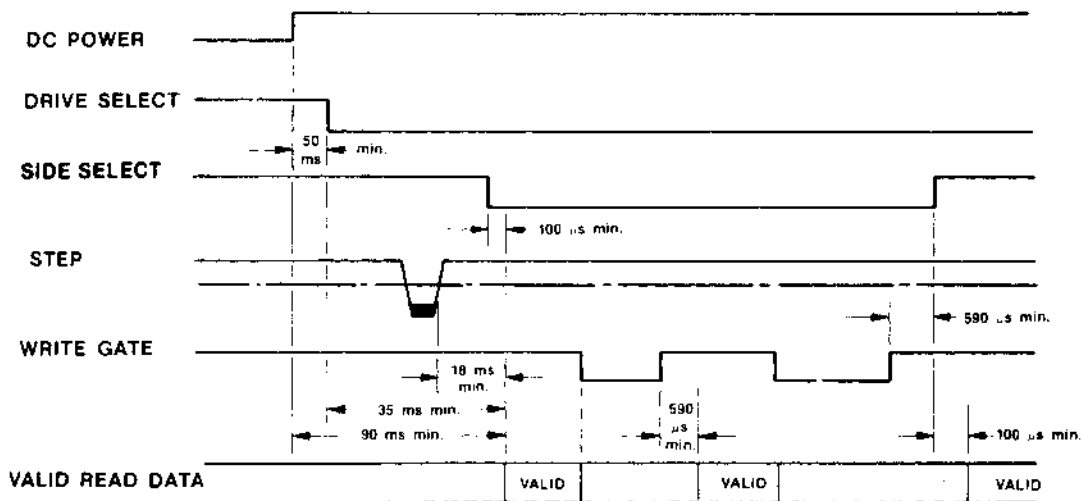 DC POWER
DRIVE SELECT
50 ms min.
SIDE SELECT
100 μs min.
STEP
590 μs min.
WRITE GATE
18 ms min.
35 ms min.
590 μs min.
90 ms min.
100 μs min.
VALID READ DATA
VALID
VALID
VALID